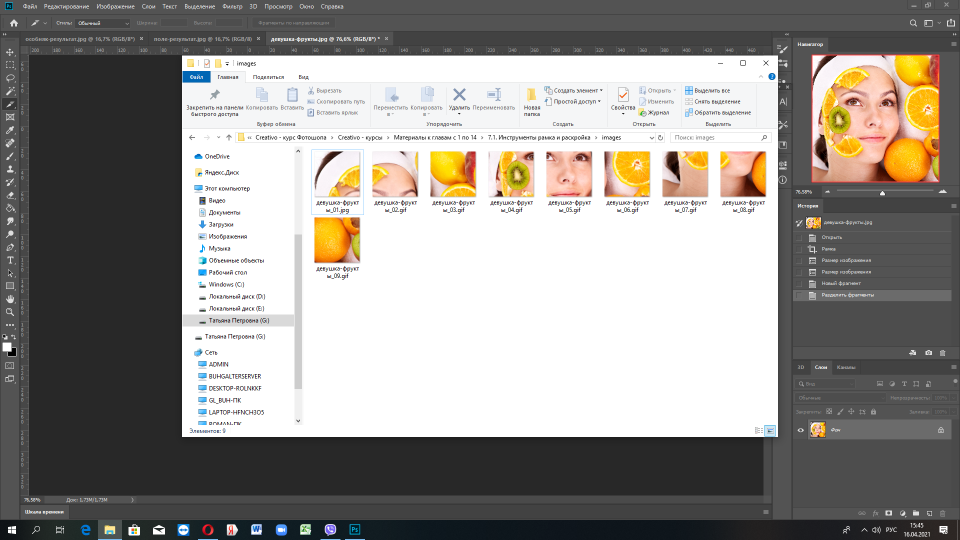 Файл Редактирование Изображение Слои Текст Выделение Фильтр 3D Просмотр Окно Справка
Стиль: Обычный Ширина: Высота: Фрагменты по направляющим
особняк-результат.jpg @ 16,7% (RGB/8*) × поле-результат.jpg @ 16,7% (RGB/8) × девушка-фрукты.jpg @ 76,6% (RGB/8*) * ×
images
Файл Главная Поделиться Вид
Закрепить на панели быстрого доступа
Копировать
Вставить
Вырезать
Скопировать путь
Вставить ярлык
Буфер обмена
Переместить в
Копировать в
Удалить
Переименовать
Упорядочить
Новая папка
Создать элемент
Простой доступ
Создать
Свойства
Открыть
Изменить
Журнал
Открыть
Выделить все
Снять выделение
Обратить выделение
Выделить
« Creativo - курс Фотошопа > Creativo - курсы > Материалы к главам с 1 по 14 > 7.1. Инструменты рамка и раскройка > images
Поиск: images
OneDrive
Яндекс.Диск
Этот компьютер
Видео
Документы
Загрузки
Изображения
Музыка
Объемные объекты
Рабочий стол
Windows (C:)
Локальный диск (D:)
Локальный диск (E:)
Татьяна Петровна (G:)
Татьяна Петровна (G:)
Сеть
ADMIN
BUHGALTERSERVER
DESKTOP-ROLNKKF
GL_BUH-ПК
LAPTOP-HFNCH3O5
ROMAN-ПК
девушка-фрукты_01.jpg
девушка-фрукты_02.gif
девушка-фрукты_03.gif
девушка-фрукты_04.gif
девушка-фрукты_05.gif
девушка-фрукты_06.gif
девушка-фрукты_07.gif
девушка-фрукты_08.gif
девушка-фрукты_09.gif
Элементов: 9
Навигатор
76,58%
История
девушка-фрукты.jpg
Открыть
Рамка
Размер изображения
Размер изображения
Новый фрагмент
Разделить фрагменты
3D Слои Каналы
Вид
Обычные Непрозрачность: 100%
Закрепить: Заливка: 100%
Фон
76,58% Док: 1,73M/1,73M
Шкала времени
РУС
15:45
16.04.2021